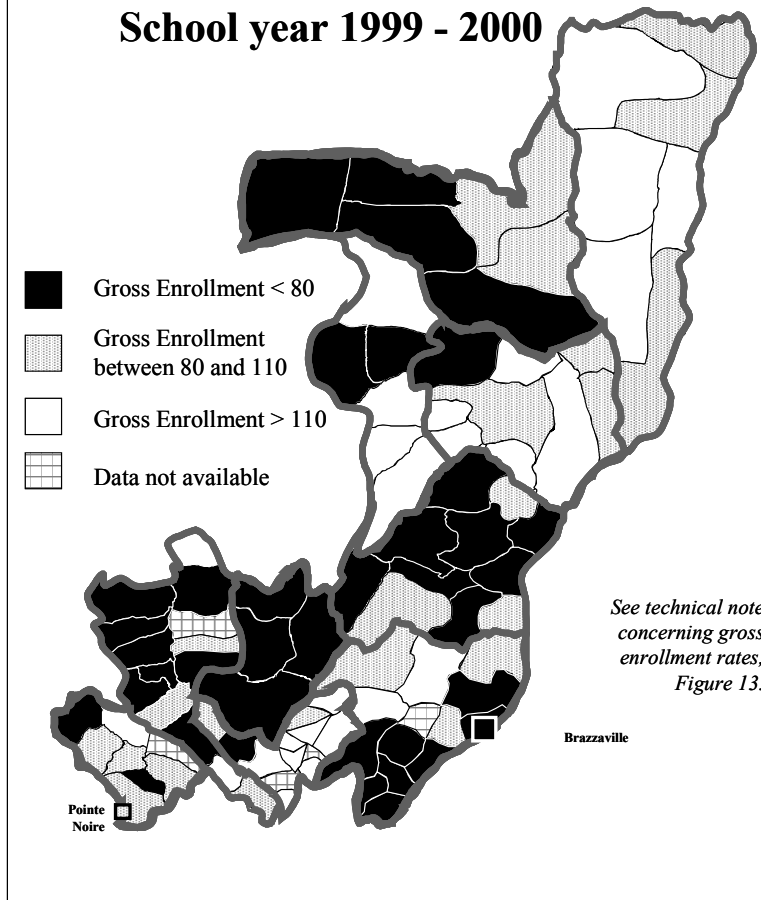 School year 1999 - 2000
Gross Enrollment < 80
Gross Enrollment
between 80 and 110
Gross Enrollment > 110
Data not available
See technical note
concerning gross
enrollment rates,
Figure 13.
Brazzaville
Pointe
Noire